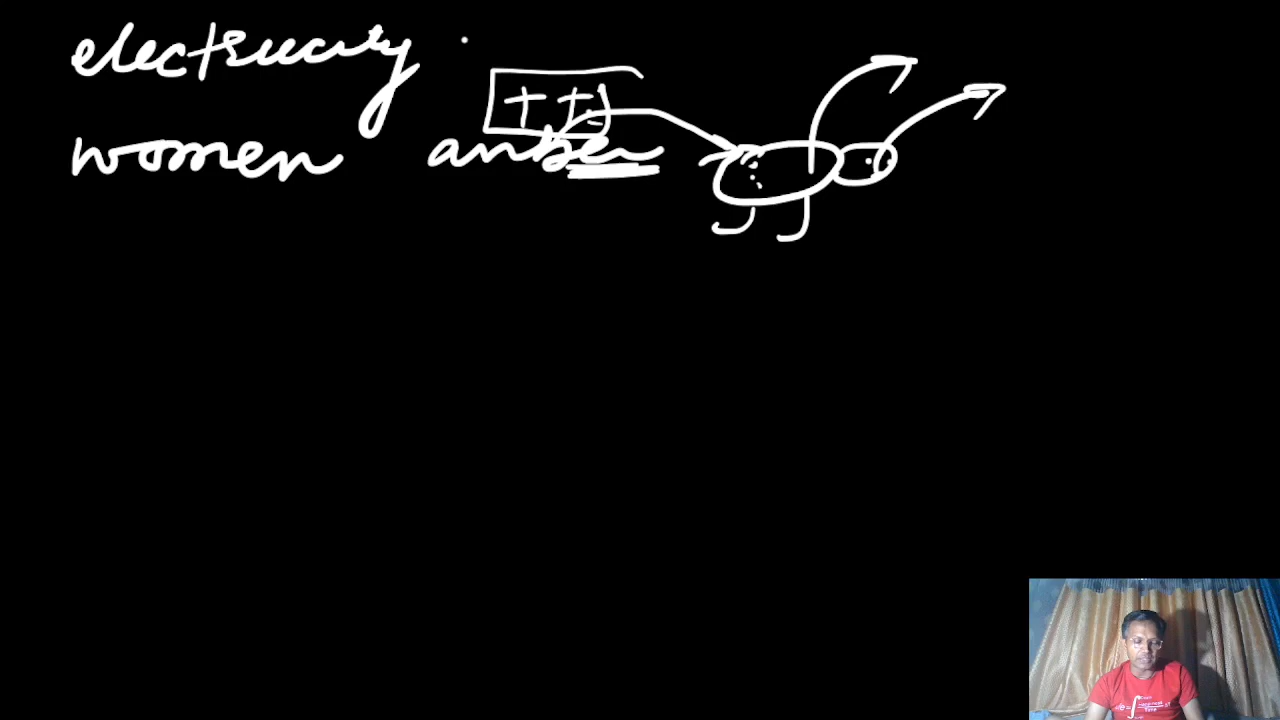 electricity
+ +
women amber